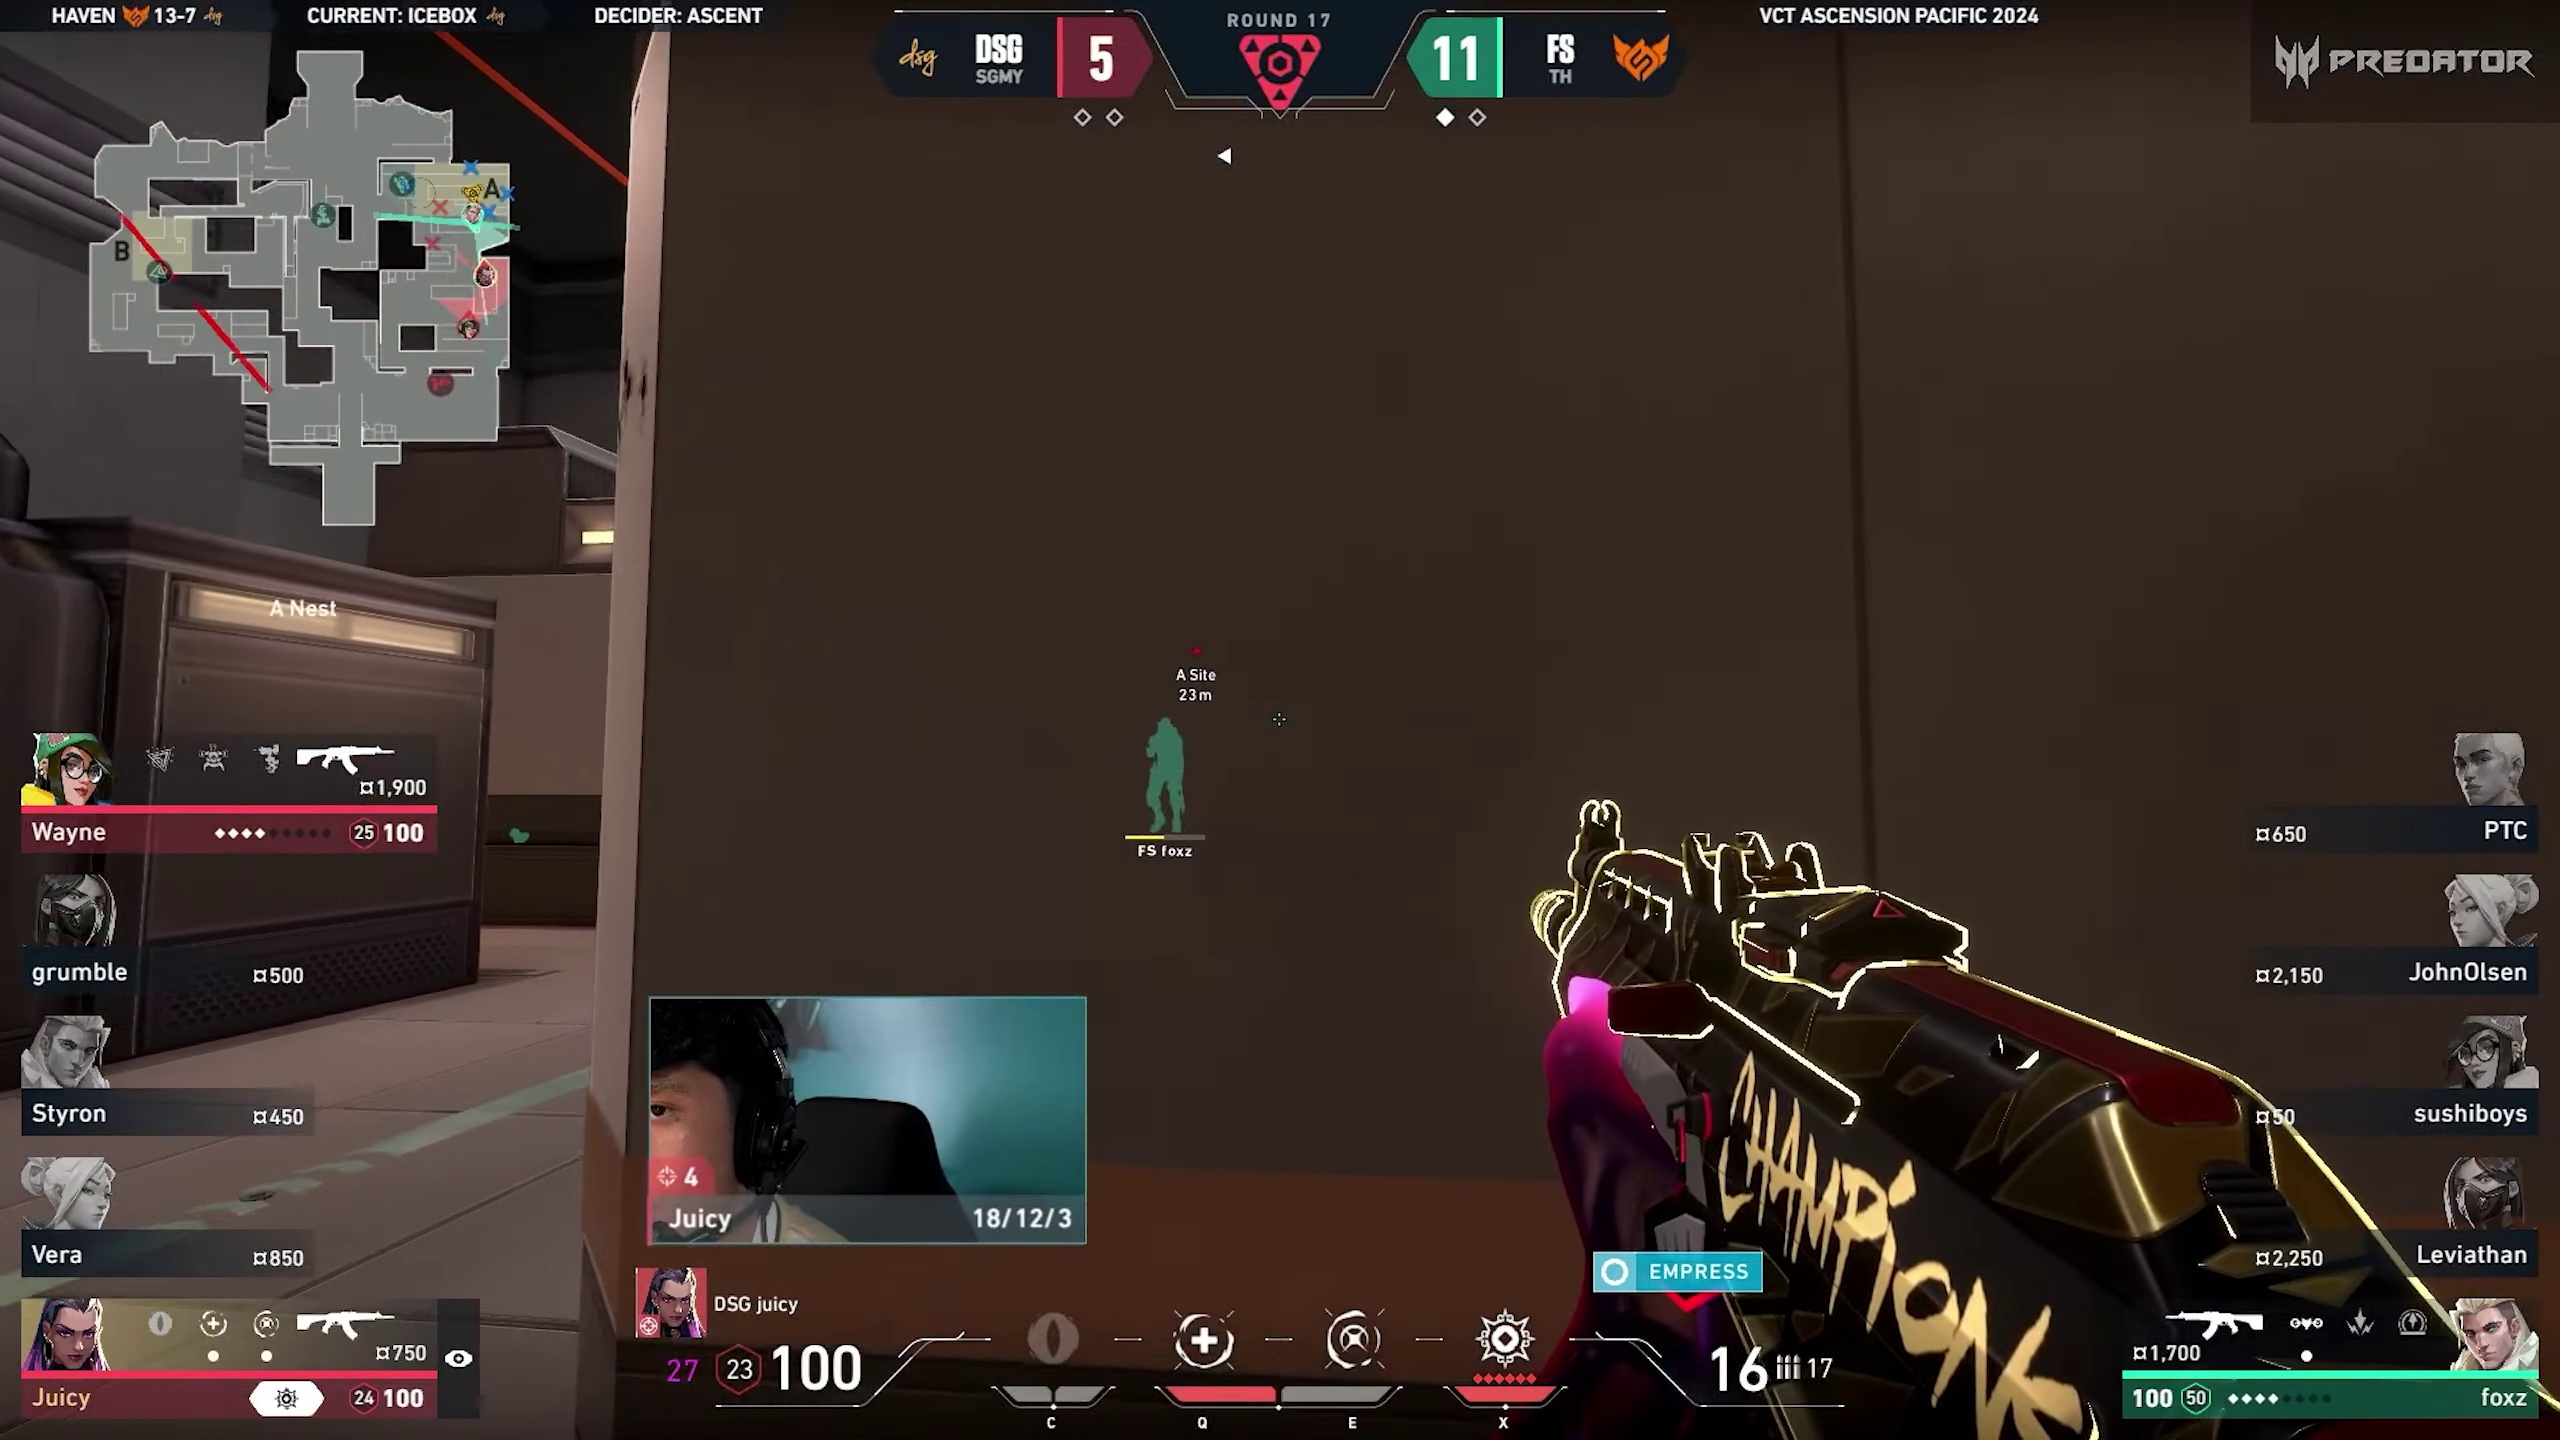 HAVEN 13-7 dsg
CURRENT: ICEBOX dsg
DECIDER: ASCENT
dsg DSG
SGMY
5
ROUND 17
11
FS
TH
VCT ASCENSION PACIFIC 2024
PREDATOR
A
B
A Nest
A Site
23m
FS foxz
1,900
Wayne 25 100
grumble 500
Styron 450
Vera 850
750
Juicy 24 100
4
Juicy 18/12/3
DSG juicy
27 23 100
C Q E X
EMPRESS
16 17
CHAMPIONS
650 PTC
2,150 JohnOlsen
50 sushiboys
2,250 Leviathan
1,700
100 50 foxz